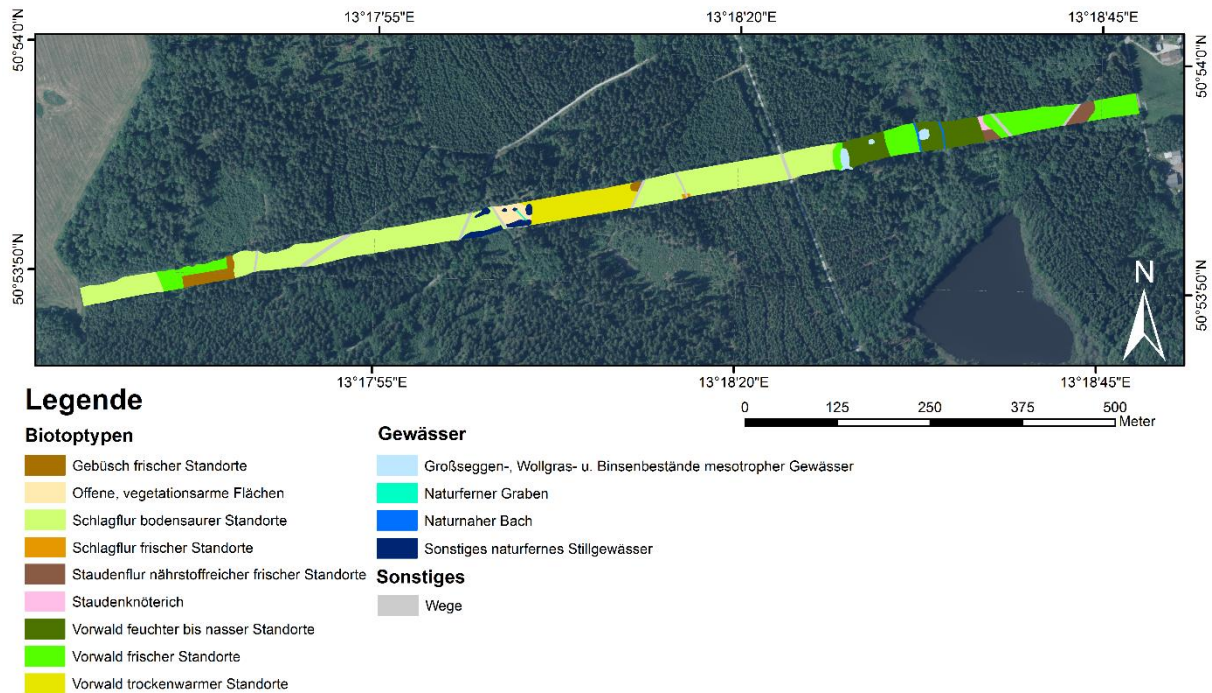 13°17'55"E
13°18'20"E
13°18'45"E
50°54'0"N
50°54'0"N
50°53'50"N
50°53'50"N
N
13°17'55"E
13°18'20"E
13°18'45"E
Legende
0 125 250 375 500
Meter
Biotoptypen
Gebüsch frischer Standorte
Offene, vegetationsarme Flächen
Schlagflur bodensaurer Standorte
Schlagflur frischer Standorte
Staudenflur nährstoffreicher frischer Standorte
Staudenknöterich
Vorwald feuchter bis nasser Standorte
Vorwald frischer Standorte
Vorwald trockenwarmer Standorte
Gewässer
Großseggen-, Wollgras- u. Binsenbestände mesotropher Gewässer
Naturferner Graben
Naturnaher Bach
Sonstiges naturfernes Stillgewässer
Sonstiges
Wege